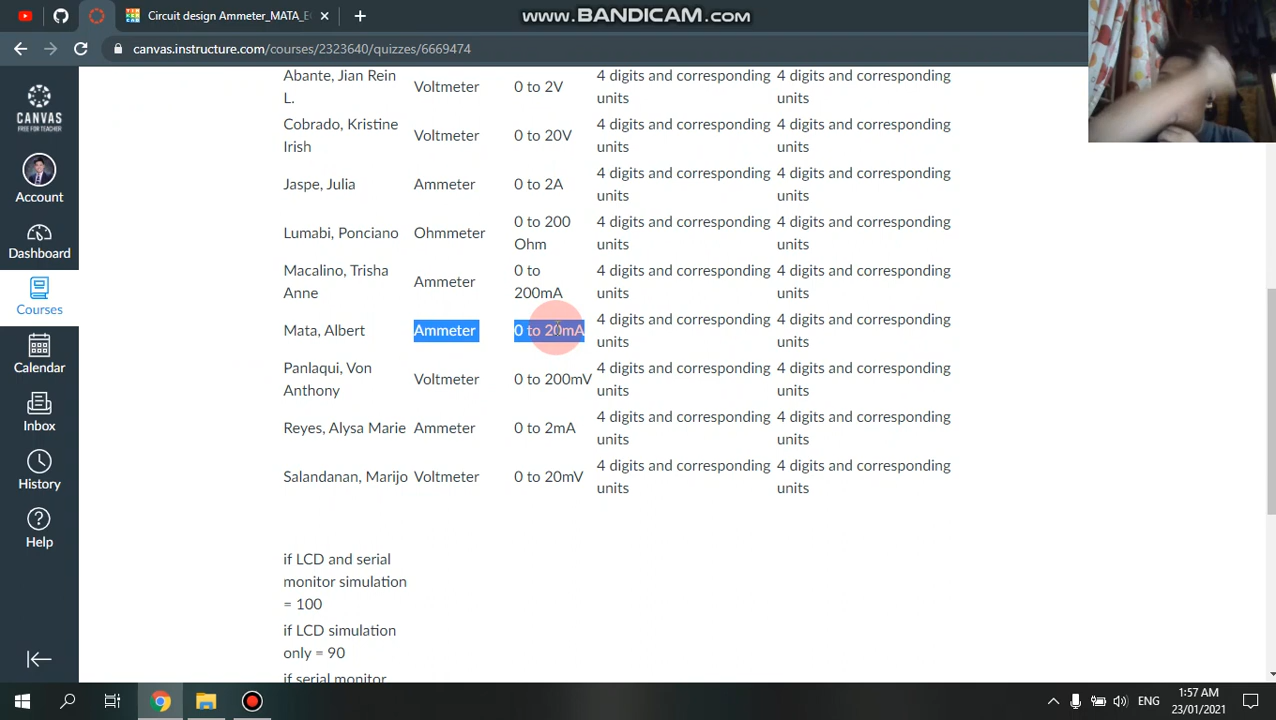 Circuit design Ammeter_MATA_E
www.BANDICAM.com
canvas.instructure.com/courses/2323640/quizzes/6669474
CANVAS
FREE FOR TEACHER
Account
Dashboard
Courses
Calendar
Inbox
History
Help
Abante, Jian Rein L. Voltmeter 0 to 2V 4 digits and corresponding units 4 digits and corresponding units
Cobrado, Kristine Irish Voltmeter 0 to 20V 4 digits and corresponding units 4 digits and corresponding units
Jaspe, Julia Ammeter 0 to 2A 4 digits and corresponding units 4 digits and corresponding units
Lumabi, Ponciano Ohmmeter 0 to 200 Ohm 4 digits and corresponding units 4 digits and corresponding units
Macalino, Trisha Anne Ammeter 0 to 200mA 4 digits and corresponding units 4 digits and corresponding units
Mata, Albert Ammeter 0 to 20mA 4 digits and corresponding units 4 digits and corresponding units
Panlaqui, Von Anthony Voltmeter 0 to 200mV 4 digits and corresponding units 4 digits and corresponding units
Reyes, Alysa Marie Ammeter 0 to 2mA 4 digits and corresponding units 4 digits and corresponding units
Salandanan, Marijo Voltmeter 0 to 20mV 4 digits and corresponding units 4 digits and corresponding units
if LCD and serial
monitor simulation
= 100
if LCD simulation
only = 90
if serial monitor
ENG
1:57 AM
23/01/2021